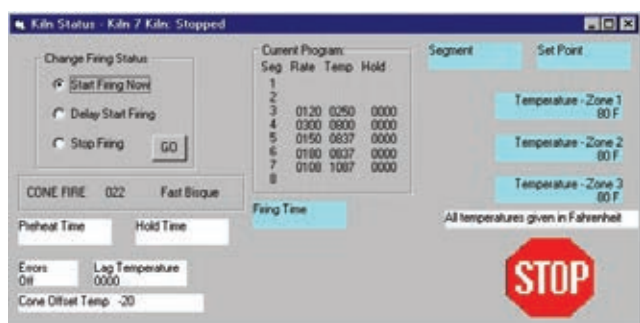 Kiln Status - Kiln 7 Kiln: Stopped
Change Firing Status
Start Firing Now
Delay Start Firing
Stop Firing
GO
CONE FIRE 022 Fast Bisque
Preheat Time Hold Time
Errors Lag Temperature
Off 0000
Cone Offset Temp -20
Current Program:
Seg Rate Temp Hold
1
2
3 0120 0250 0000
4 0300 0800 0000
5 0150 0837 0000
6 0180 0837 0000
7 0108 1087 0000
8
Firing Time
Segment Set Point
Temperature - Zone 1
80 F
Temperature - Zone 2
80 F
Temperature - Zone 3
80 F
All temperatures given in Fahrenheit
STOP